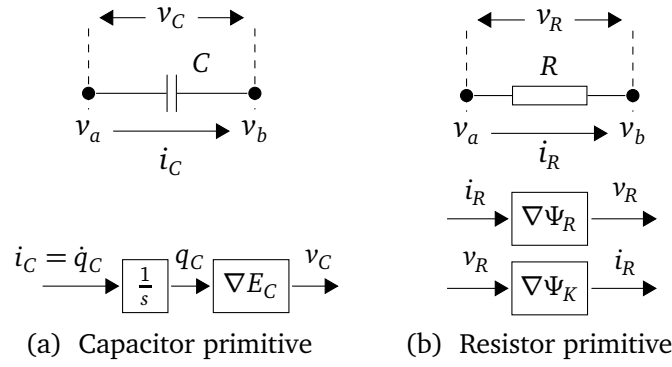 v_C
C
v_a v_b
i_C
i_C = q̇_C q_C v_C
1/s ∇E_C
(a) Capacitor primitive
v_R
R
v_a v_b
i_R
i_R v_R
∇Ψ_R
v_R i_R
∇Ψ_K
(b) Resistor primitive